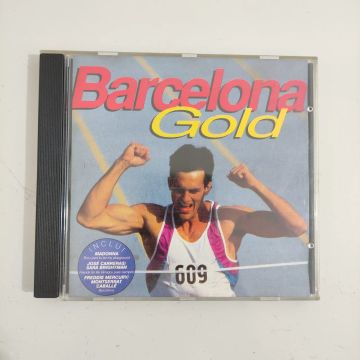 Barcelona
Gold
INCLUI
MADONNA
JOSÉ CARRERAS/
SARA BRIGHTMAN
FREDDIE MERCURY/
MONTSERRAT
CABALLÉ
609